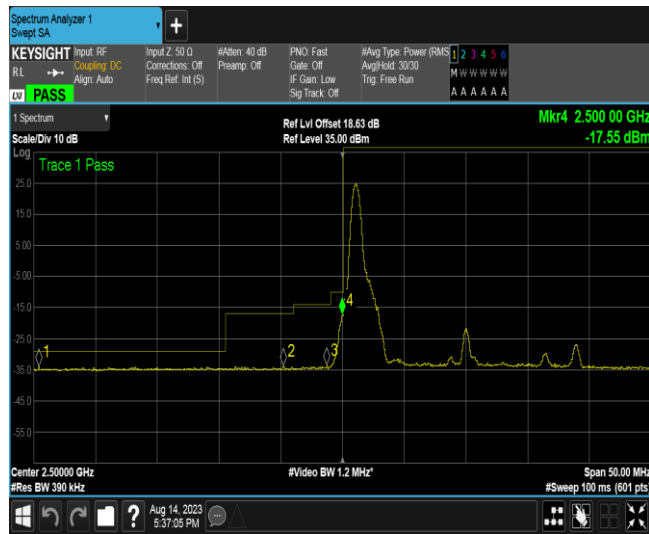 Spectrum Analyzer 1
Swept SA
+
KEYSIGHT
RL
LXI PASS
Input: RF
Coupling: DC
Align: Auto
Input Z: 50 Ω
Corrections: Off
Freq Ref: Int (S)
#Atten: 40 dB
Preamp: Off
PNO: Fast
Gate: Off
IF Gain: Low
Sig Track: Off
#Avg Type: Power (RMS
Avg|Hold: 30/30
Trig: Free Run
1 2 3 4 5 6
M W W W W W
A A A A A A
1 Spectrum
Scale/Div 10 dB
Ref Lvl Offset 18.63 dB
Ref Level 35.00 dBm
Mkr4 2.500 00 GHz
-17.55 dBm
Log
Trace 1 Pass
25.0
15.0
5.00
-5.00
-15.0
-25.0
-35.0
-45.0
-55.0
4
1
2
3
Center 2.50000 GHz
#Res BW 390 kHz
#Video BW 1.2 MHz*
Span 50.00 MHz
#Sweep 100 ms (601 pts)
?
Aug 14, 2023
5:37:05 PM